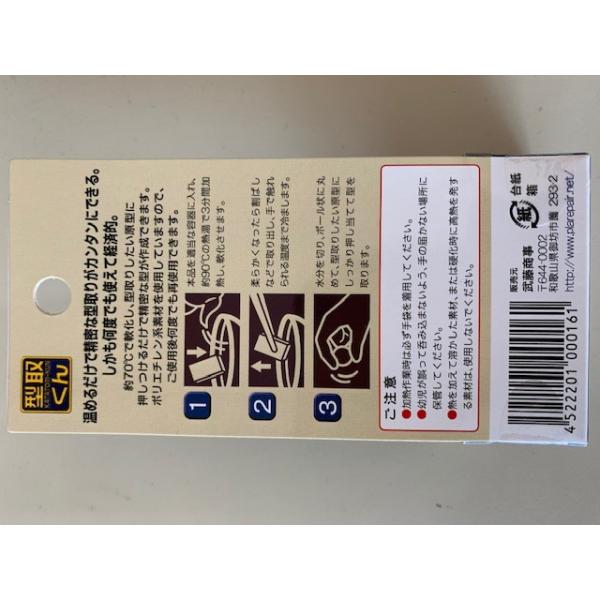 型取
くん
温めるだけで精密な型取りがカンタンにできる。
しかも何度でも使えて経済的。
約70℃で軟化し、型取りしたい原型に
押しつけるだけで精密な型が作成できます。
ポリエチレン系素材を使用していますので、
ご使用後何度でも再使用できます。
1
本品を適当な容器に入れ、
約90℃の熱湯で3分間加
熱し、軟化させます。
2
柔らかくなったら割ばし
などで取り出し、手で触れ
られる温度まで冷まします。
3
水分を切り、ボール状に丸
めて、型取りしたい原型に
しっかり押し当てて型を
取ります。
ご注意
●加熱作業時は必ず手袋を着用してください。
●幼児が誤って呑み込まないよう、手の届かない場所に
保管してください。
●熱を加えて溶かした素材、または硬化時に高熱を発す
る素材は、使用しないでください。
販売元
武藤商事
〒644-0002
和歌山県御坊市薗 293-2
http://www.plarepair.net/
紙
台紙
箱
4 522201 000161